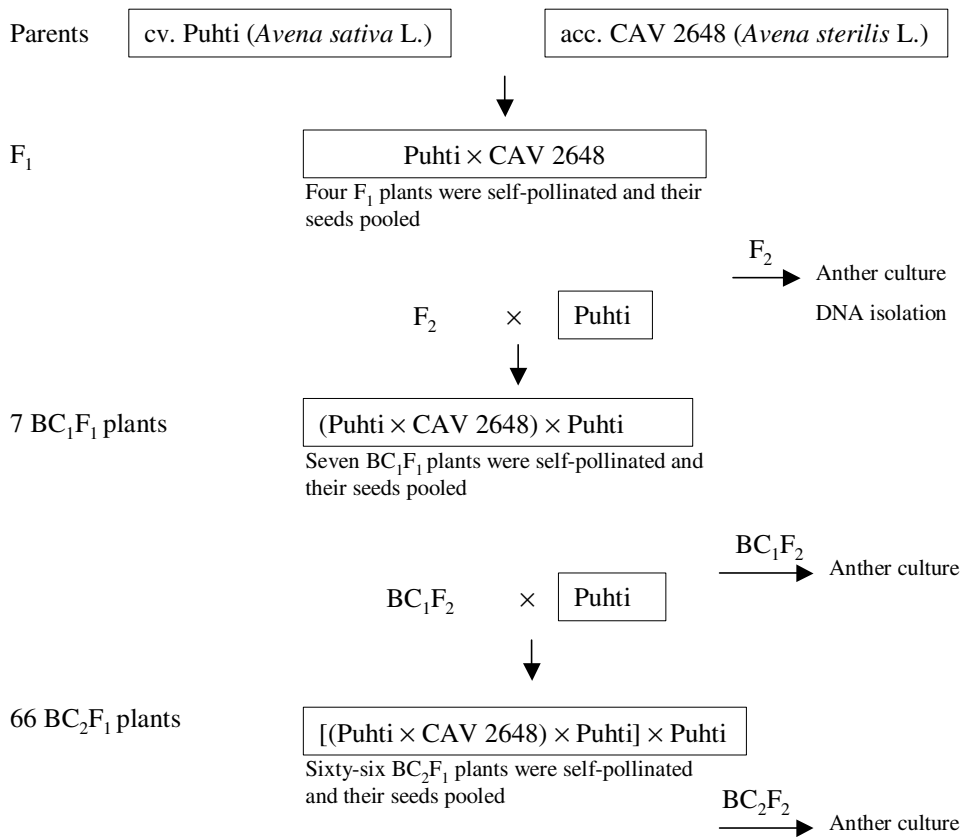 Parents cv. Puhti (Avena sativa L.) acc. CAV 2648 (Avena sterilis L.)
F₁ Puhti × CAV 2648
Four F₁ plants were self-pollinated and their
seeds pooled
F₂ Anther culture
DNA isolation
F₂ × Puhti
7 BC₁F₁ plants (Puhti × CAV 2648) × Puhti
Seven BC₁F₁ plants were self-pollinated and
their seeds pooled
BC₁F₂ Anther culture
BC₁F₂ × Puhti
66 BC₂F₁ plants [(Puhti × CAV 2648) × Puhti] × Puhti
Sixty-six BC₂F₁ plants were self-pollinated
and their seeds pooled
BC₂F₂ Anther culture